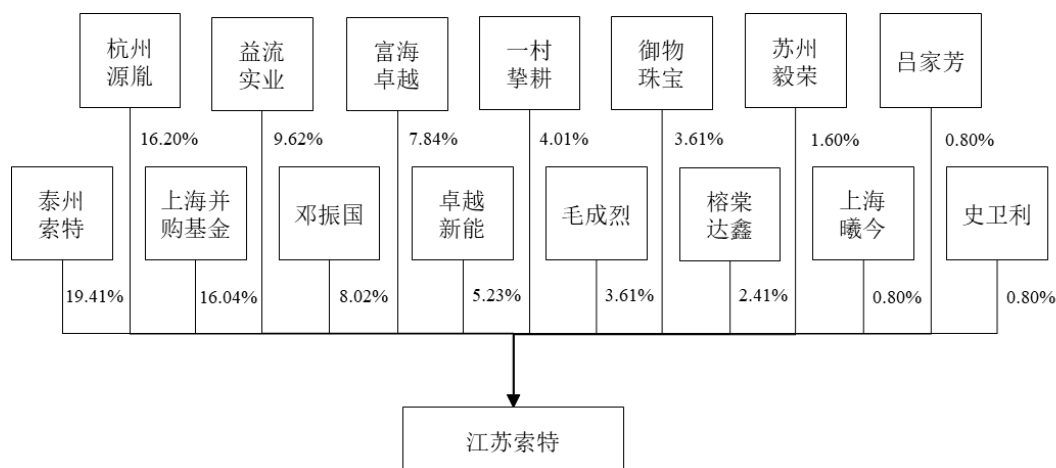 杭州
源胤
益流
实业
富海
卓越
一村
挚耕
御物
珠宝
苏州
毅荣
吕家芳
16.20%
9.62%
7.84%
4.01%
3.61%
1.60%
0.80%
泰州
索特
上海并
购基金
邓振国
卓越
新能
毛成烈
榕棠
达鑫
上海
曦今
史卫利
19.41%
16.04%
8.02%
5.23%
3.61%
2.41%
0.80%
0.80%
江苏索特